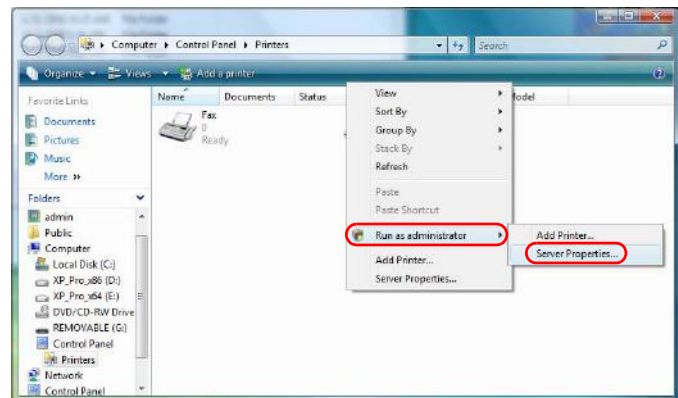 Computer ▸ Control Panel ▸ Printers
Search
Organize
Views
Add a printer
Favorite Links
Documents
Pictures
Music
More »
Folders
admin
Public
Computer
Local Disk (C:)
XP_Pro_x86 (D:)
XP_Pro_x64 (E:)
DVD/CD-RW Drive
REMOVABLE (G:)
Control Panel
Printers
Network
Control Panel
Name Documents Status Model
Fax
0
Ready
View
Sort By
Group By
Stack By
Refresh
Paste
Paste Shortcut
Run as administrator
Add Printer...
Server Properties...
Add Printer...
Server Properties...